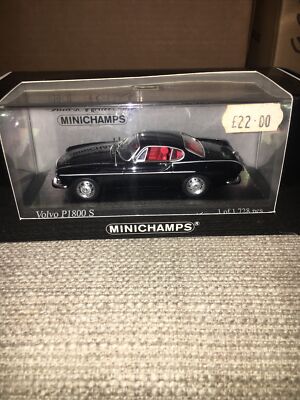 MINICHAMPS
£22.00
Volvo P1800 S
1 of 1.728 pcs
MINICHAMPS